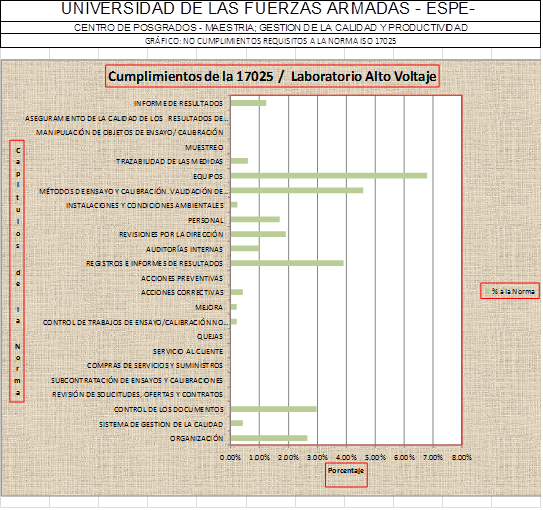 UNIVERSIDAD DE LAS FUERZAS ARMADAS - ESPE-
CENTRO DE POSGRADOS - MAESTRIA; GESTION DE LA CALIDAD Y PRODUCTIVIDAD
GRÁFICO: NO CUMPLIMIENTOS REQUISITOS A LA NORMA ISO 17025
Cumplimientos de la 17025 / Laboratorio Alto Voltaje
Capitulos de la Norma
INFORME DE RESULTADOS
ASEGURAMIENTO DE LA CALIDAD DE LOS RESULTADOS DE...
MANIPULACIÓN DE OBJETOS DE ENSAYO/ CALIBRACIÓN
MUESTREO
TRAZABILIDAD DE LAS MEDIDAS
EQUIPOS
MÉTODOS DE ENSAYO Y CALIBRACIÓN .VALIDACIÓN DE...
INSTALACIONES Y CONDICIONES AMBIENTALES
PERSONAL
REVISIONES POR LA DIRECCIÓN
AUDITORÍAS INTERNAS
REGISTROS E INFORMES DE RESULTADOS
ACCIONES PREVENTIVAS
ACCIONES CORRECTIVAS
MEJORA
CONTROL DE TRABAJOS DE ENSAYO/CALIBRACIÓN NO...
QUEJAS
SERVICIO AL CLIENTE
COMPRAS DE SERVICIOS Y SUMINISTROS
SUBCONTRATACIÓN DE ENSAYOS Y CALIBRACIONES
REVISIÓN DE SOLICITUDES, OFERTAS Y CONTRATOS
CONTROL DE LOS DOCUMENTOS
SISTEMA DE GESTION DE LA CALIDAD
ORGANIZACIÓN
0.00% 1.00% 2.00% 3.00% 4.00% 5.00% 6.00% 7.00% 8.00%
Porcentaje
% a la Norma